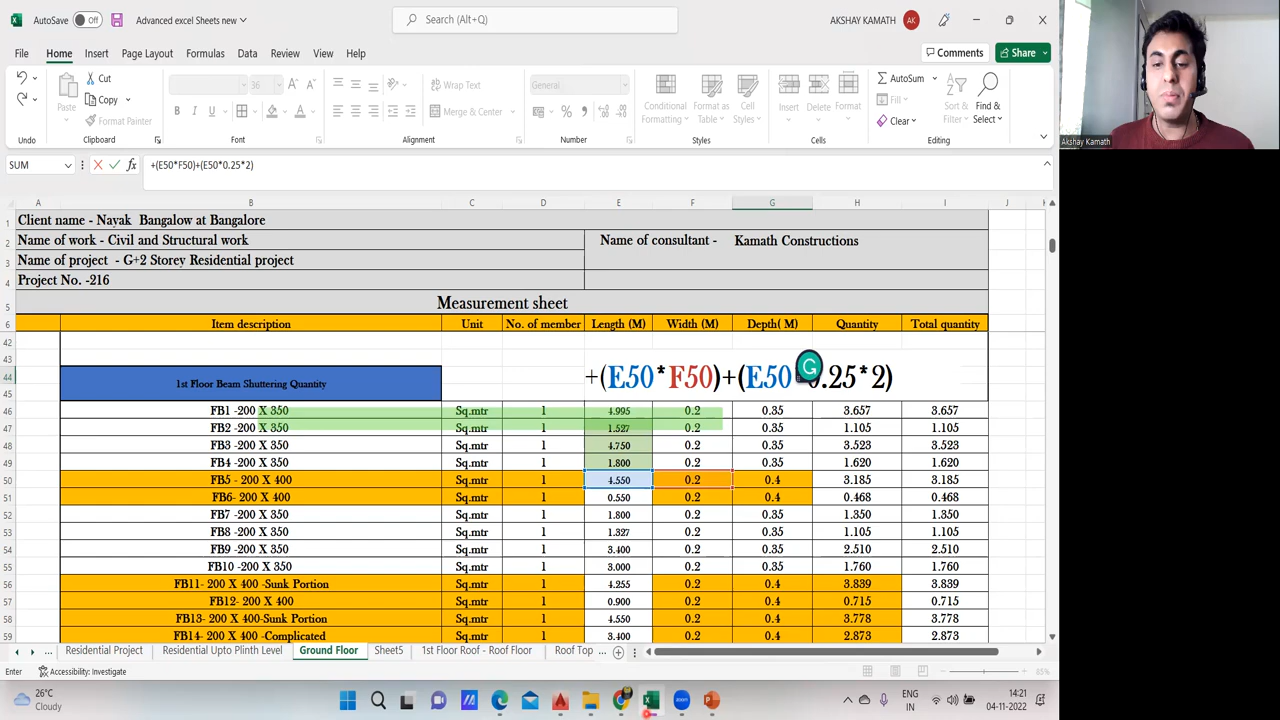 AutoSave Off Advanced excel Sheets new Search (Alt+Q) AKSHAY KAMATH AK
File Home Insert Page Layout Formulas Data Review View Help Comments Share
Cut 36 Wrap Text General AutoSum
Paste Copy Conditional Format as Cell Insert Delete Format Fill Sort & Find &
Format Painter B I U A Merge & Center % Formatting Table Styles Clear Filter Select
Undo Clipboard Font Alignment Number Styles Cells Editing
Akshay Kamath
SUM fx +(E50*F50)+(E50*0.25*2)
A B C D E F G H I J
1 Client name - Nayak Bangalow at Bangalore
2 Name of work - Civil and Structural work Name of consultant - Kamath Constructions
3 Name of project - G+2 Storey Residential project
4 Project No. -216
5 Measurement sheet
6 Item description Unit No. of member Length (M) Width (M) Depth( M) Quantity Total quantity
42
43
44 1st Floor Beam Shuttering Quantity +(E50*F50)+(E50 0.25*2)
45
46 FB1 -200 X 350 Sq.mtr 1 4.995 0.2 0.35 3.657 3.657
47 FB2 -200 X 350 Sq.mtr 1 1.527 0.2 0.35 1.105 1.105
48 FB3 -200 X 350 Sq.mtr 1 4.750 0.2 0.35 3.523 3.523
49 FB4 -200 X 350 Sq.mtr 1 1.800 0.2 0.35 1.620 1.620
50 FB5 - 200 X 400 Sq.mtr 1 4.550 0.2 0.4 3.185 3.185
51 FB6- 200 X 400 Sq.mtr 1 0.550 0.2 0.4 0.468 0.468
52 FB7 -200 X 350 Sq.mtr 1 1.800 0.2 0.35 1.350 1.350
53 FB8 -200 X 350 Sq.mtr 1 1.327 0.2 0.35 1.105 1.105
54 FB9 -200 X 350 Sq.mtr 1 3.400 0.2 0.35 2.510 2.510
55 FB10 -200 X 350 Sq.mtr 1 3.000 0.2 0.35 1.760 1.760
56 FB11- 200 X 400 -Sunk Portion Sq.mtr 1 4.255 0.2 0.4 3.839 3.839
57 FB12- 200 X 400 Sq.mtr 1 0.900 0.2 0.4 0.715 0.715
58 FB13- 200 X 400-Sunk Portion Sq.mtr 1 4.550 0.2 0.4 3.778 3.778
59 FB14- 200 X 400 -Complicated Sq.mtr 1 3.400 0.2 0.4 2.873 2.873
... Residential Project Residential Upto Plinth Level Ground Floor Sheet5 1st Floor Roof - Roof Floor Roof Top ...
Enter Accessibility: Investigate 85%
26°C Cloudy ENG IN 14:21 04-11-2022